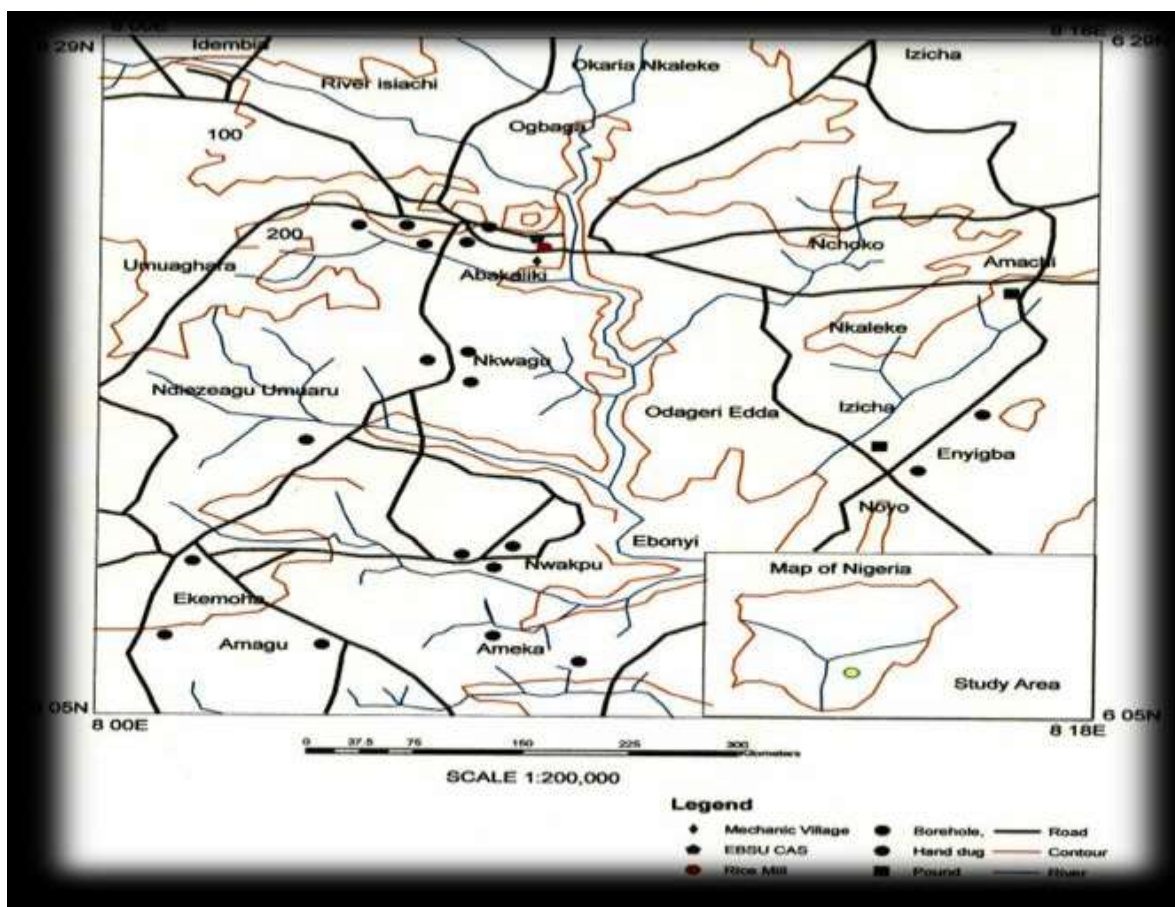 8 00E
8 18E
6 29N
6 29N
Idembia
Okaria Nkaleke
Izicha
River isiachi
Ogbaga
100
200
Umuaghara
Nchoko
Amachi
Abakaliki
Nkaleke
Nkwagu
Ndiezeagu Umuaru
Odageri Edda
Izicha
Enyigba
Noyo
Ebonyi
Nwakpu
Map of Nigeria
Ekemoha
Amagu
Ameka
Study Area
05N
6 05N
8 00E
8 18E
0 37.5 75 150 225 300
Kilometers
SCALE 1:200,000
Legend
Mechanic Village Borehole, Road
EBSU CAS Hand dug Contour
Rice Mill Pound River